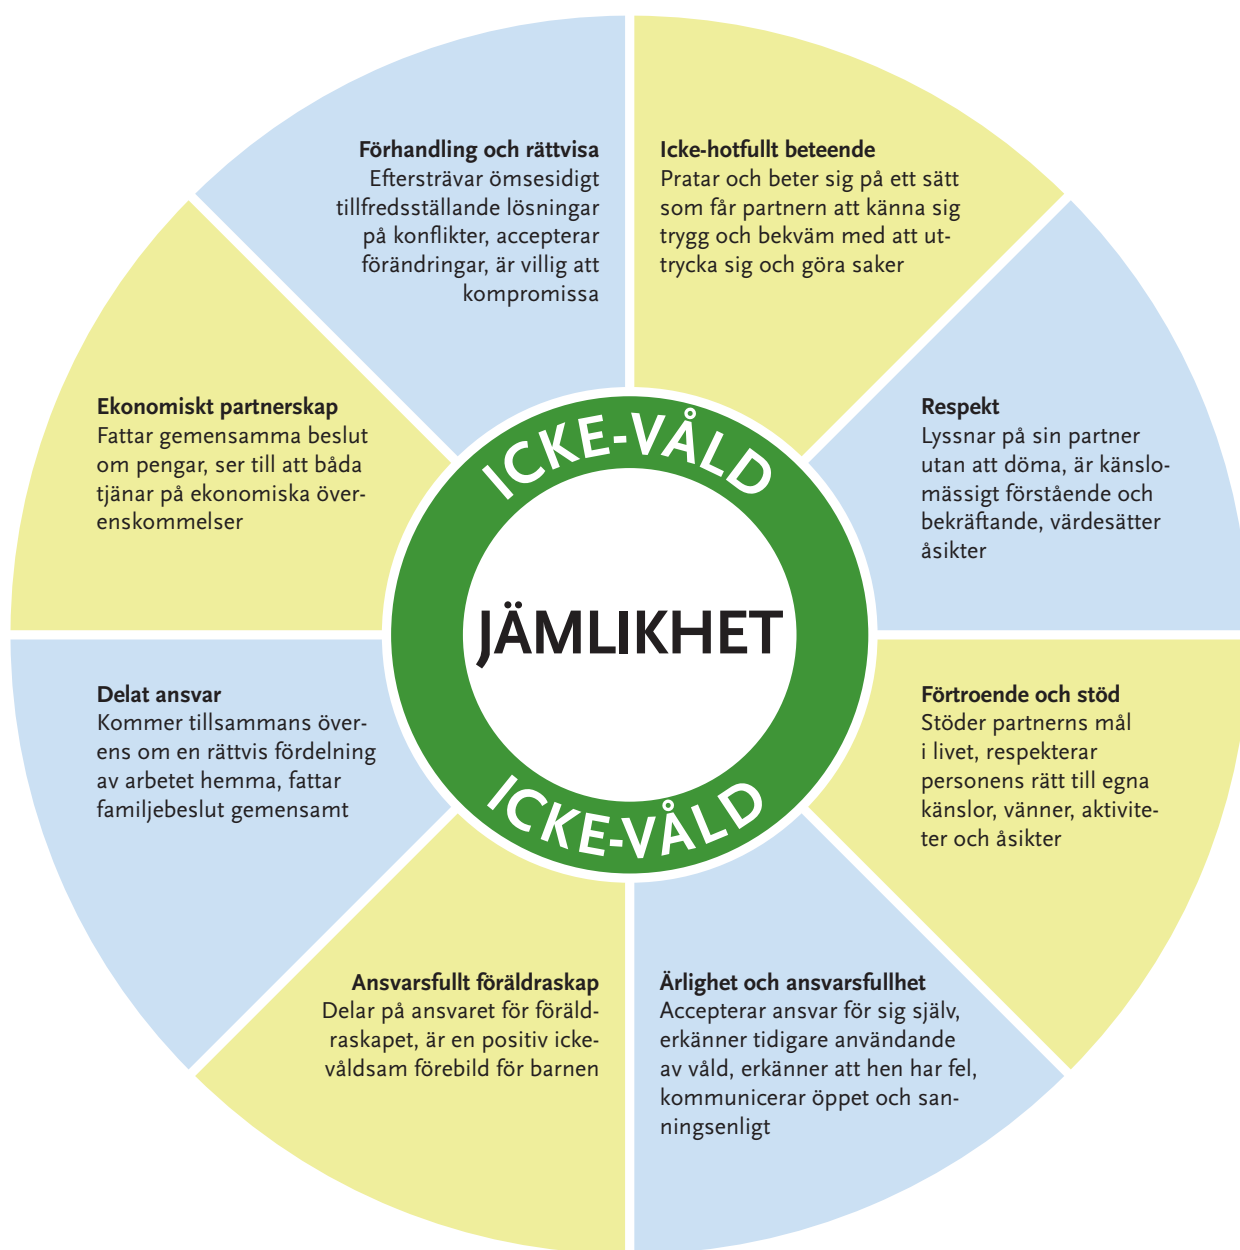 Förhandling och rättvisa
Eftersträvar ömsesidigt
tillfredsställande lösningar
på konflikter, accepterar
förändringar, är villig att
kompromissa
Icke-hotfullt beteende
Pratar och beter sig på ett sätt
som får partnern att känna sig
trygg och bekväm med att ut-
trycka sig och göra saker
Ekonomiskt partnerskap
Fattar gemensamma beslut
om pengar, ser till att båda
tjänar på ekonomiska över-
enskommelser
Respekt
Lyssnar på sin partner
utan att döma, är känslo-
mässigt förstående och
bekräftande, värdesätter
åsikter
ICKE-VÅLD
JÄMLIKHET
ICKE-VÅLD
Delat ansvar
Kommer tillsammans över-
ens om en rättvis fördelning
av arbetet hemma, fattar
familjebeslut gemensamt
Förtroende och stöd
Stöder partnerns mål
i livet, respekterar
personens rätt till egna
känslor, vänner, aktivite-
ter och åsikter
Ansvarsfullt föräldraskap
Delar på ansvaret för föräld-
raskapet, är en positiv icke-
våldsam förebild för barnen
Ärlighet och ansvarsfullhet
Accepterar ansvar för sig själv,
erkänner tidigare användande
av våld, erkänner att hen har fel,
kommunicerar öppet och san-
ningsenligt